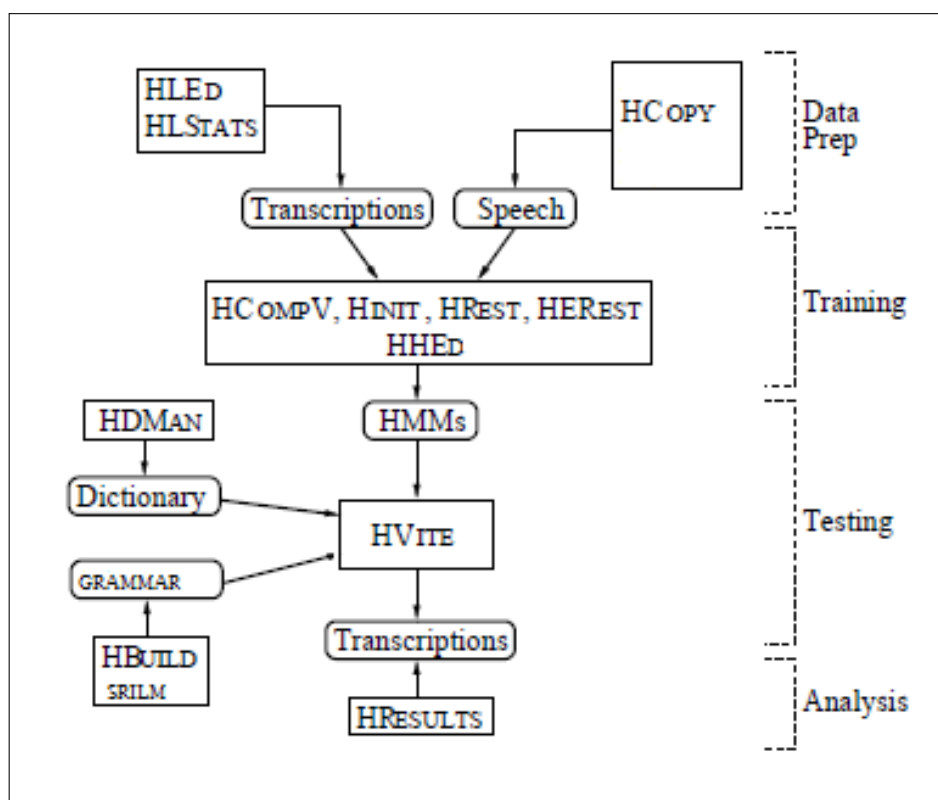 HLEd
HLStats
HCopy
Data
Prep
Transcriptions
Speech
HCompV, HInit, HRest, HERest
HHEd
Training
HDMan
HMMs
Dictionary
HVite
Testing
GRAMMAR
Transcriptions
HBuild
SRILM
HResults
Analysis